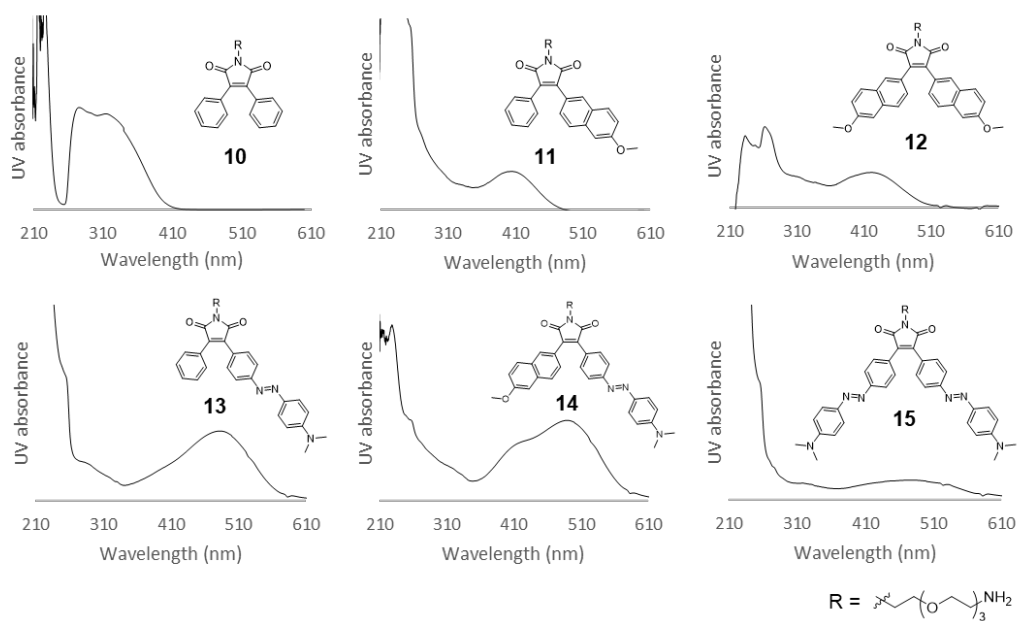 UV absorbance
R
N
O
O
10
210 310 410 510 610
Wavelength (nm)
UV absorbance
R
N
O
O
O
11
210 310 410 510 610
Wavelength (nm)
UV absorbance
R
N
O
O
O
O
12
210 310 410 510 610
Wavelength (nm)
UV absorbance
R
N
O
O
N=N
N
13
210 310 410 510 610
Wavelength (nm)
UV absorbance
R
N
O
O
O
N=N
N
14
210 310 410 510 610
Wavelength (nm)
UV absorbance
R
N
O
O
N=N
N=N
N
N
15
210 310 410 510 610
Wavelength (nm)
R = (O)3 NH2